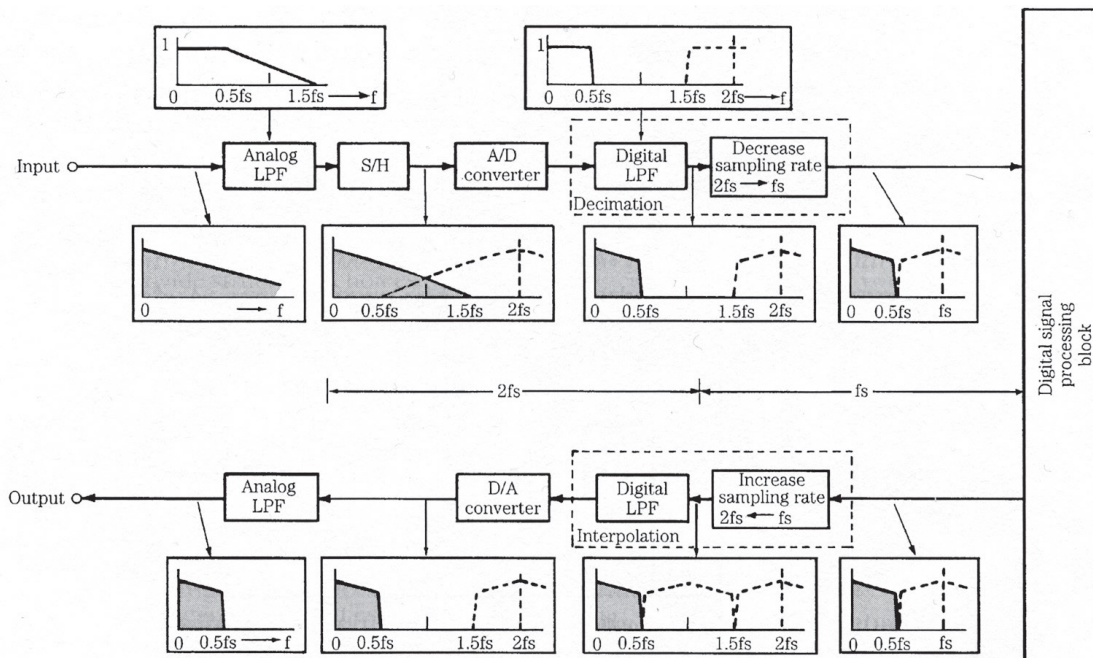 1
0
0.5fs
1.5fs
f
1
0
0.5fs
1.5fs
2fs
f
Input
Analog
LPF
S/H
A/D
converter
Digital
LPF
Decrease
sampling rate
2fs
fs
Decimation
0
f
0
0.5fs
1.5fs
2fs
0
0.5fs
1.5fs
2fs
0
0.5fs
fs
Digital signal
processing
block
2fs
fs
Output
Analog
LPF
D/A
converter
Digital
LPF
Increase
sampling rate
2fs
fs
Interpolation
0
0.5fs
f
0
0.5fs
1.5fs
2fs
0
0.5fs
1.5fs
2fs
0
0.5fs
fs